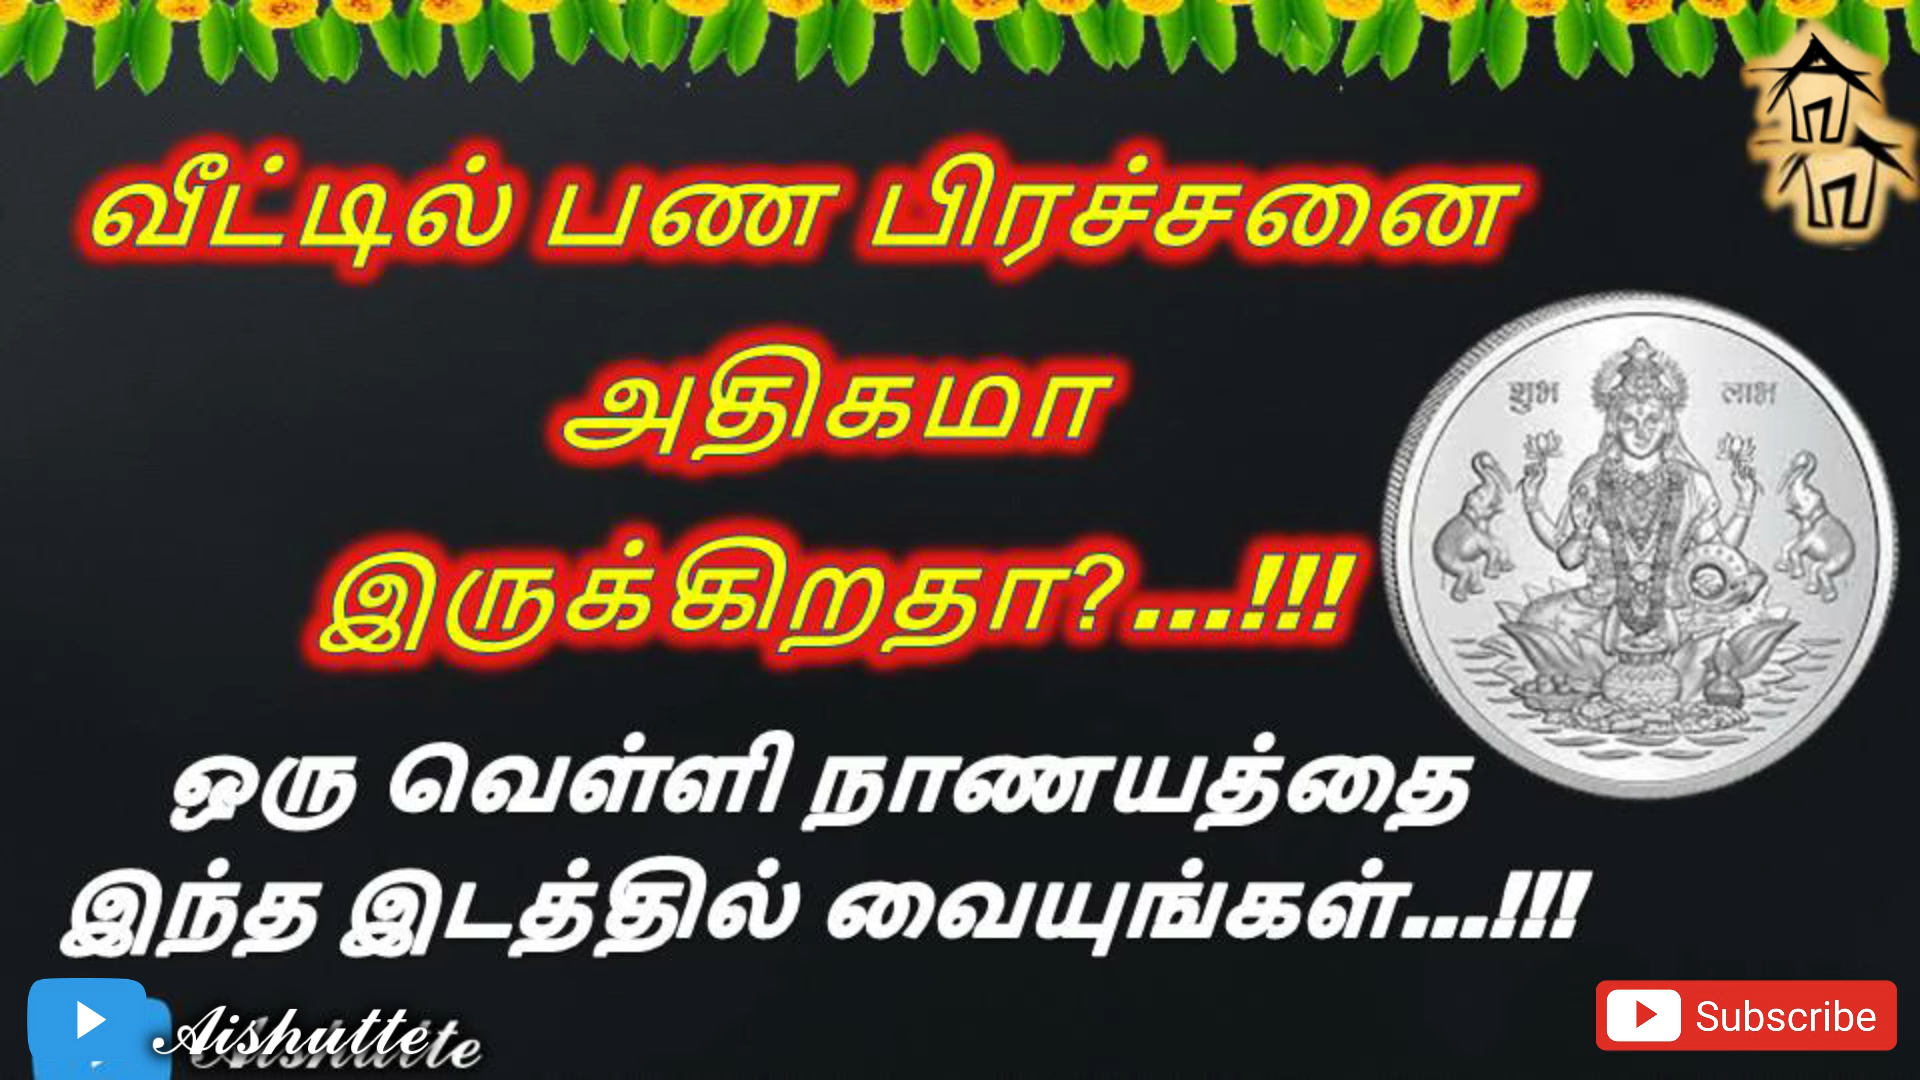 வீட்டில் பண பிரச்சனை
அதிகமா
இருக்கிறதா?...!!!
शुभ लाभ
ஒரு வெள்ளி நாணயத்தை
இந்த இடத்தில் வையுங்கள்...!!!
Aishutte
Subscribe